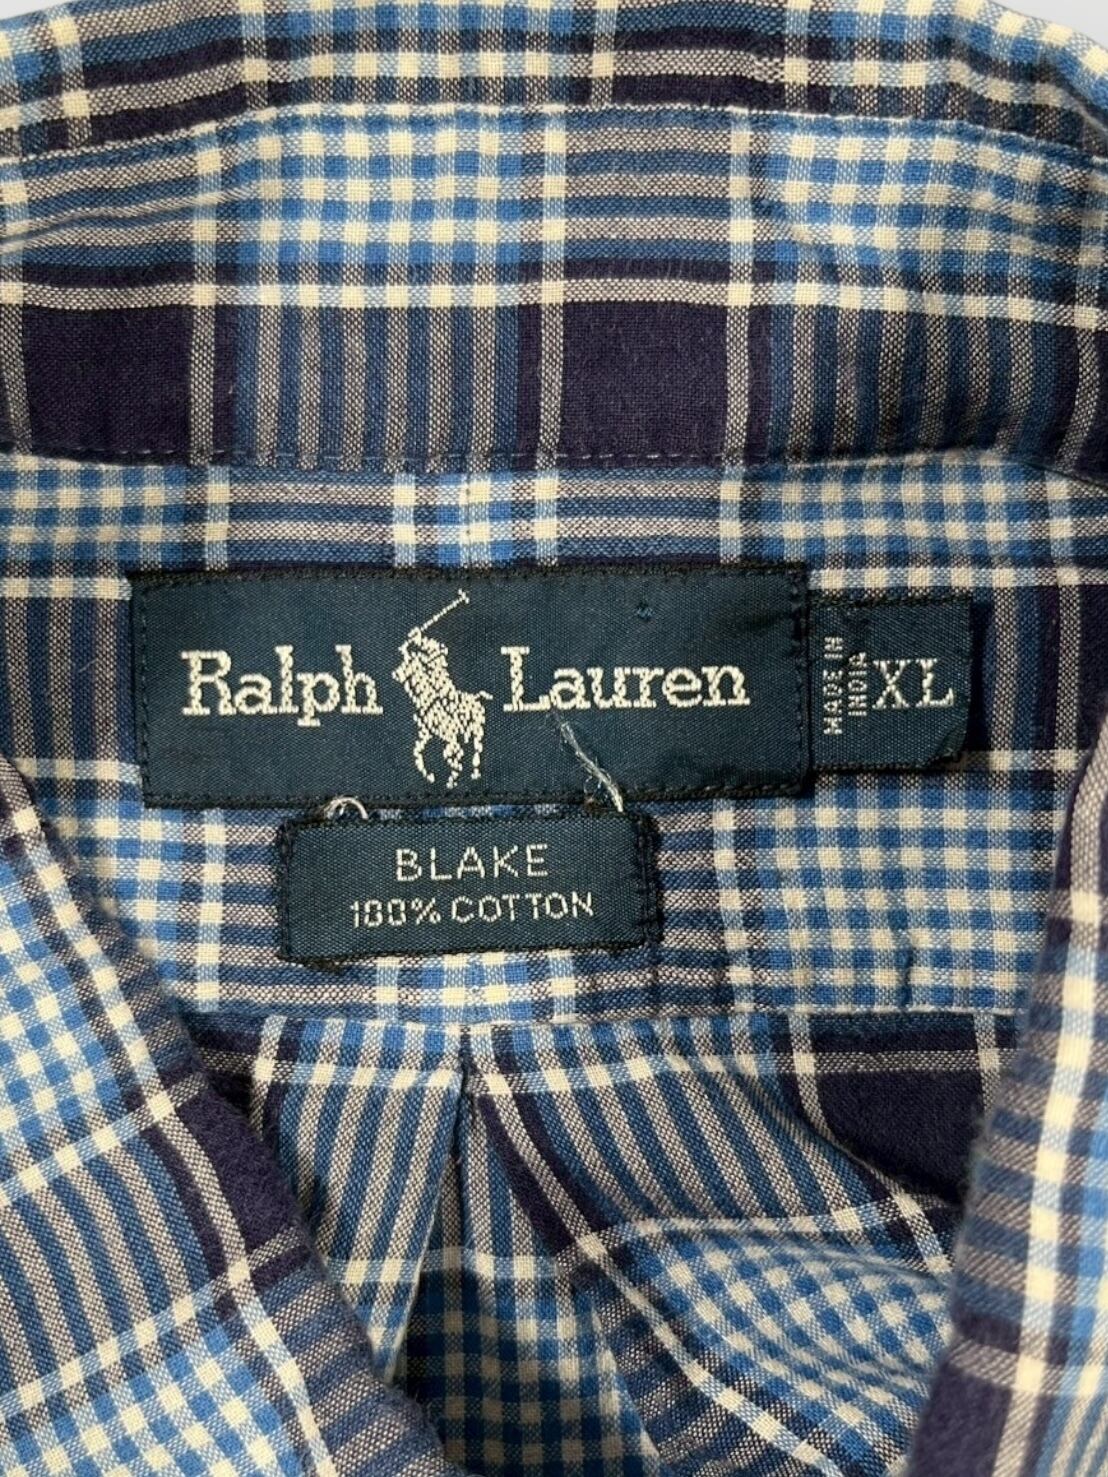 Ralph Lauren
MADE IN
INDIA
XL
BLAKE
100% COTTON